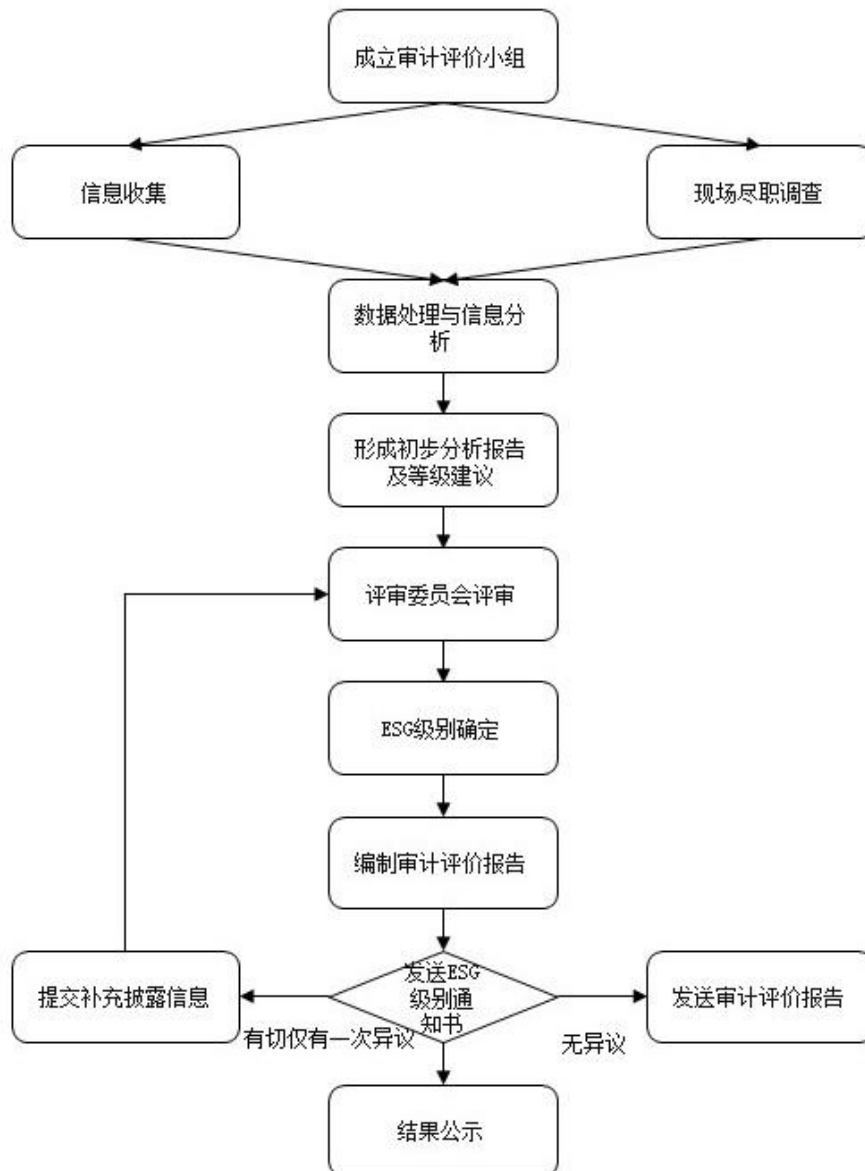 成立审计评价小组
信息收集
现场尽职调查
数据处理与信息分
析
形成初步分析报告
及等级建议
评审委员会评审
ESG级别确定
编制审计评价报告
提交补充披露信息
发送ESG
级别通
知书
发送审计评价报告
有切仅有一次异议
无异议
结果公示